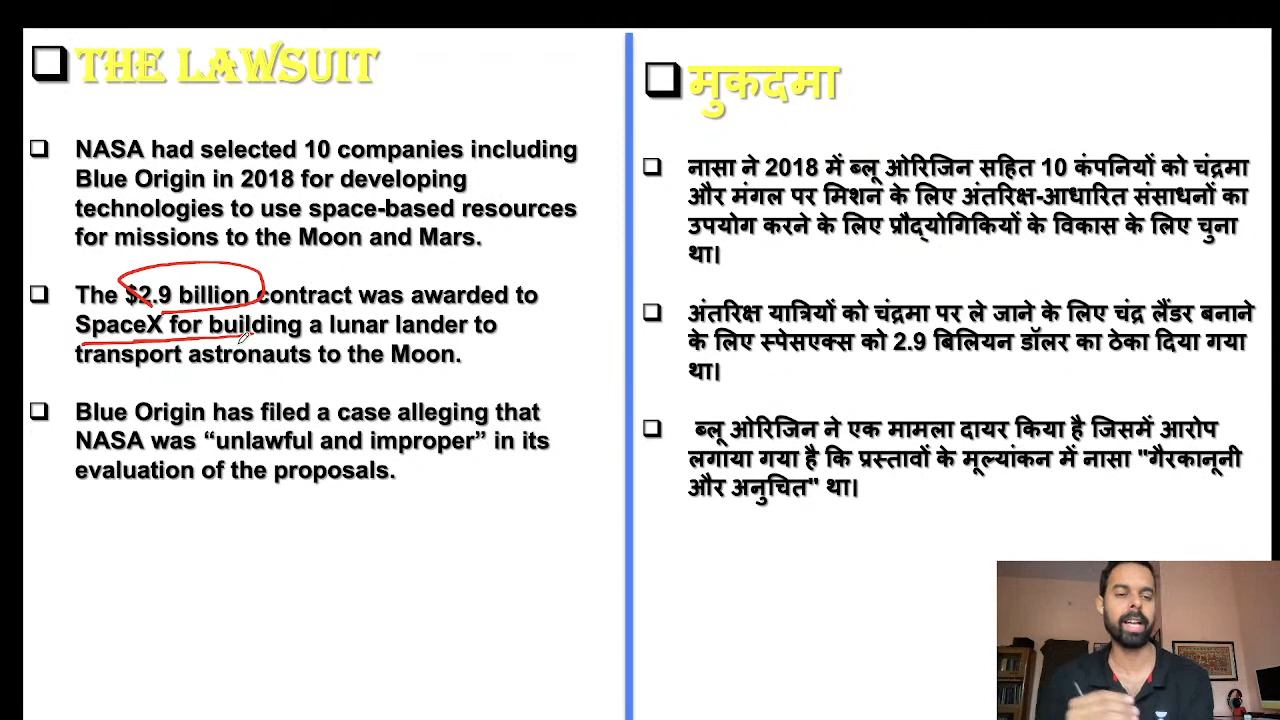 THE LAWSUIT
NASA had selected 10 companies including
Blue Origin in 2018 for developing
technologies to use space-based resources
for missions to the Moon and Mars.
The $2.9 billion contract was awarded to
SpaceX for building a lunar lander to
transport astronauts to the Moon.
Blue Origin has filed a case alleging that
NASA was “unlawful and improper” in its
evaluation of the proposals.
मुकदमा
नासा ने 2018 में ब्लू ओरिजिन सहित 10 कंपनियों को चंद्रमा
और मंगल पर मिशन के लिए अंतरिक्ष-आधारित संसाधनों का
उपयोग करने के लिए प्रौद्योगिकियों के विकास के लिए चुना
था।
अंतरिक्ष यात्रियों को चंद्रमा पर ले जाने के लिए चंद्र लैंडर बनाने
के लिए स्पेसएक्स को 2.9 बिलियन डॉलर का ठेका दिया गया
था।
ब्लू ओरिजिन ने एक मामला दायर किया है जिसमें आरोप
लगाया गया है कि प्रस्तावों के मूल्यांकन में नासा "गैरकानूनी
और अनुचित" था।